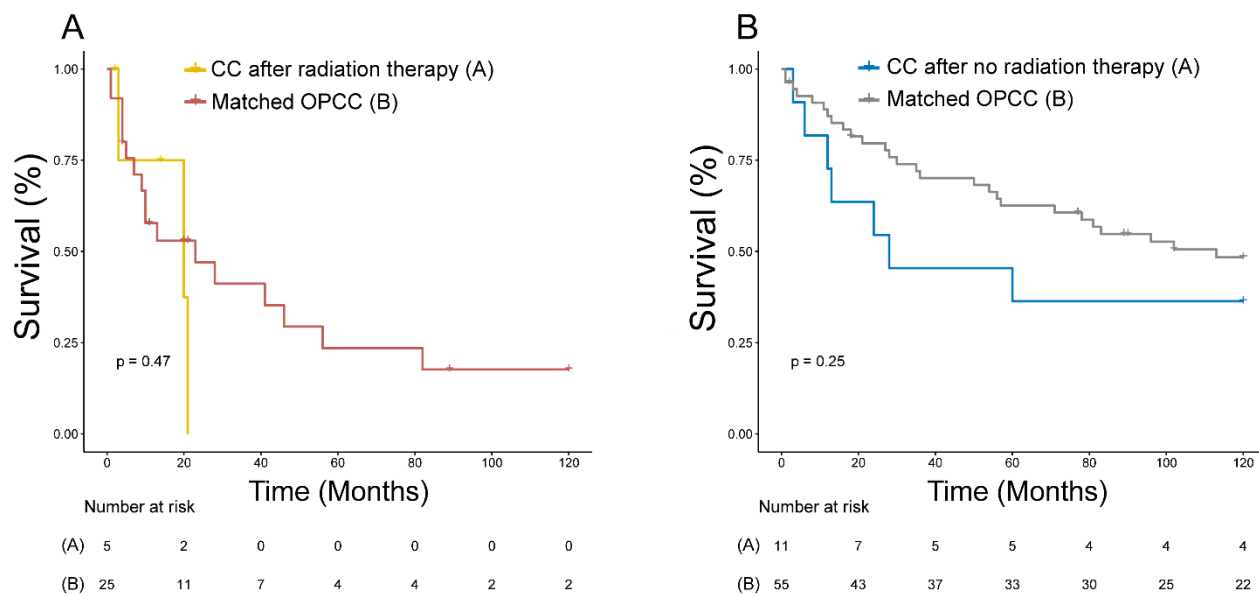 A
CC after radiation therapy (A)
Matched OPCC (B)
Survival (%)
1.00
0.75
0.50
0.25
0.00
p = 0.47
0 20 40 60 80 100 120
Time (Months)
Number at risk
(A) 5 2 0 0 0 0 0
(B) 25 11 7 4 4 2 2
B
CC after no radiation therapy (A)
Matched OPCC (B)
Survival (%)
1.00
0.75
0.50
0.25
0.00
p = 0.25
0 20 40 60 80 100 120
Time (Months)
Number at risk
(A) 11 7 5 5 4 4 4
(B) 55 43 37 33 30 25 22